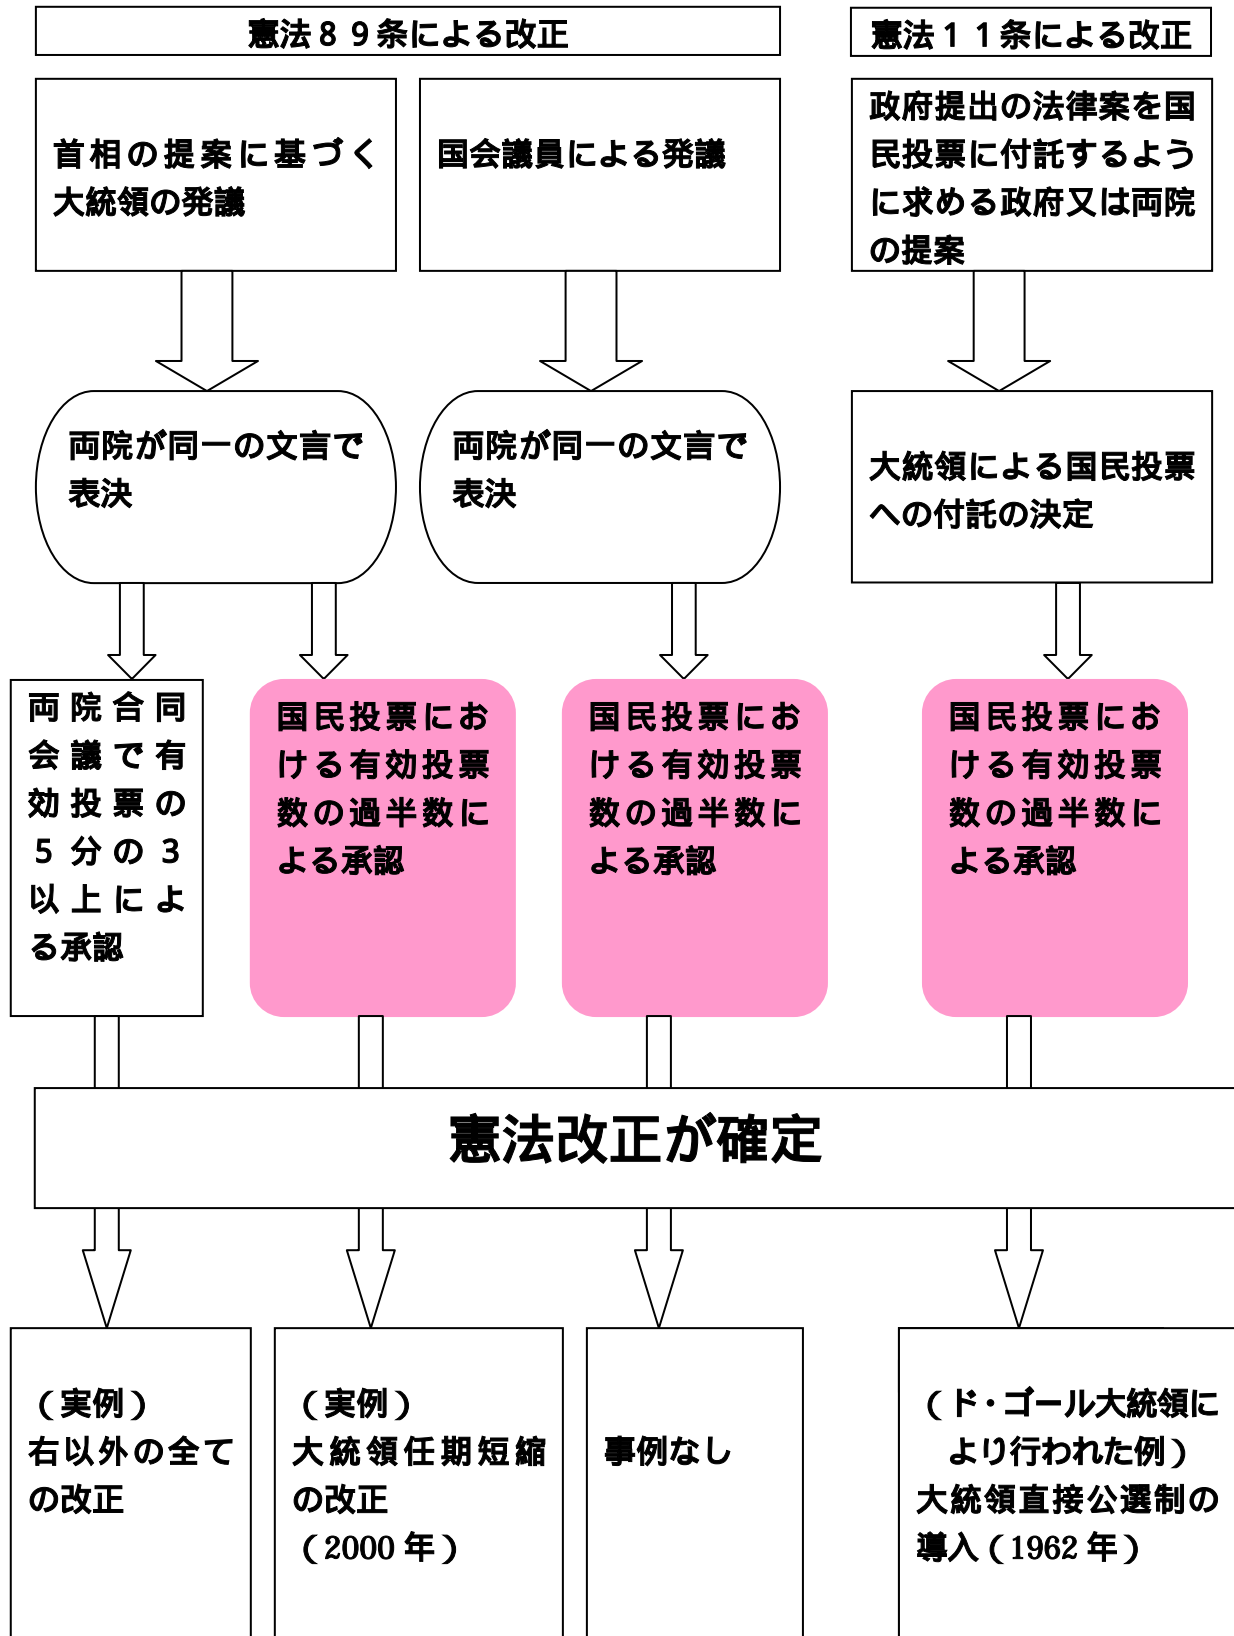 憲法８９条による改正
憲法１１条による改正
首相の提案に基づく
大統領の発議
国会議員による発議
政府提出の法律案を国
民投票に付託するよう
に求める政府又は両院
の提案
両院が同一の文言で
表決
両院が同一の文言で
表決
大統領による国民投票
への付託の決定
両院合同
会議で有
効投票の
５分の３
以上によ
る承認
国民投票にお
ける有効投票
数の過半数に
よる承認
国民投票にお
ける有効投票
数の過半数に
よる承認
国民投票にお
ける有効投票
数の過半数に
よる承認
憲法改正が確定
（実例）
右以外の全て
の改正
（実例）
大統領任期短縮
の改正
（2000 年）
事例なし
（ド・ゴール大統領に
より行われた例）
大統領直接公選制の
導入（1962 年）